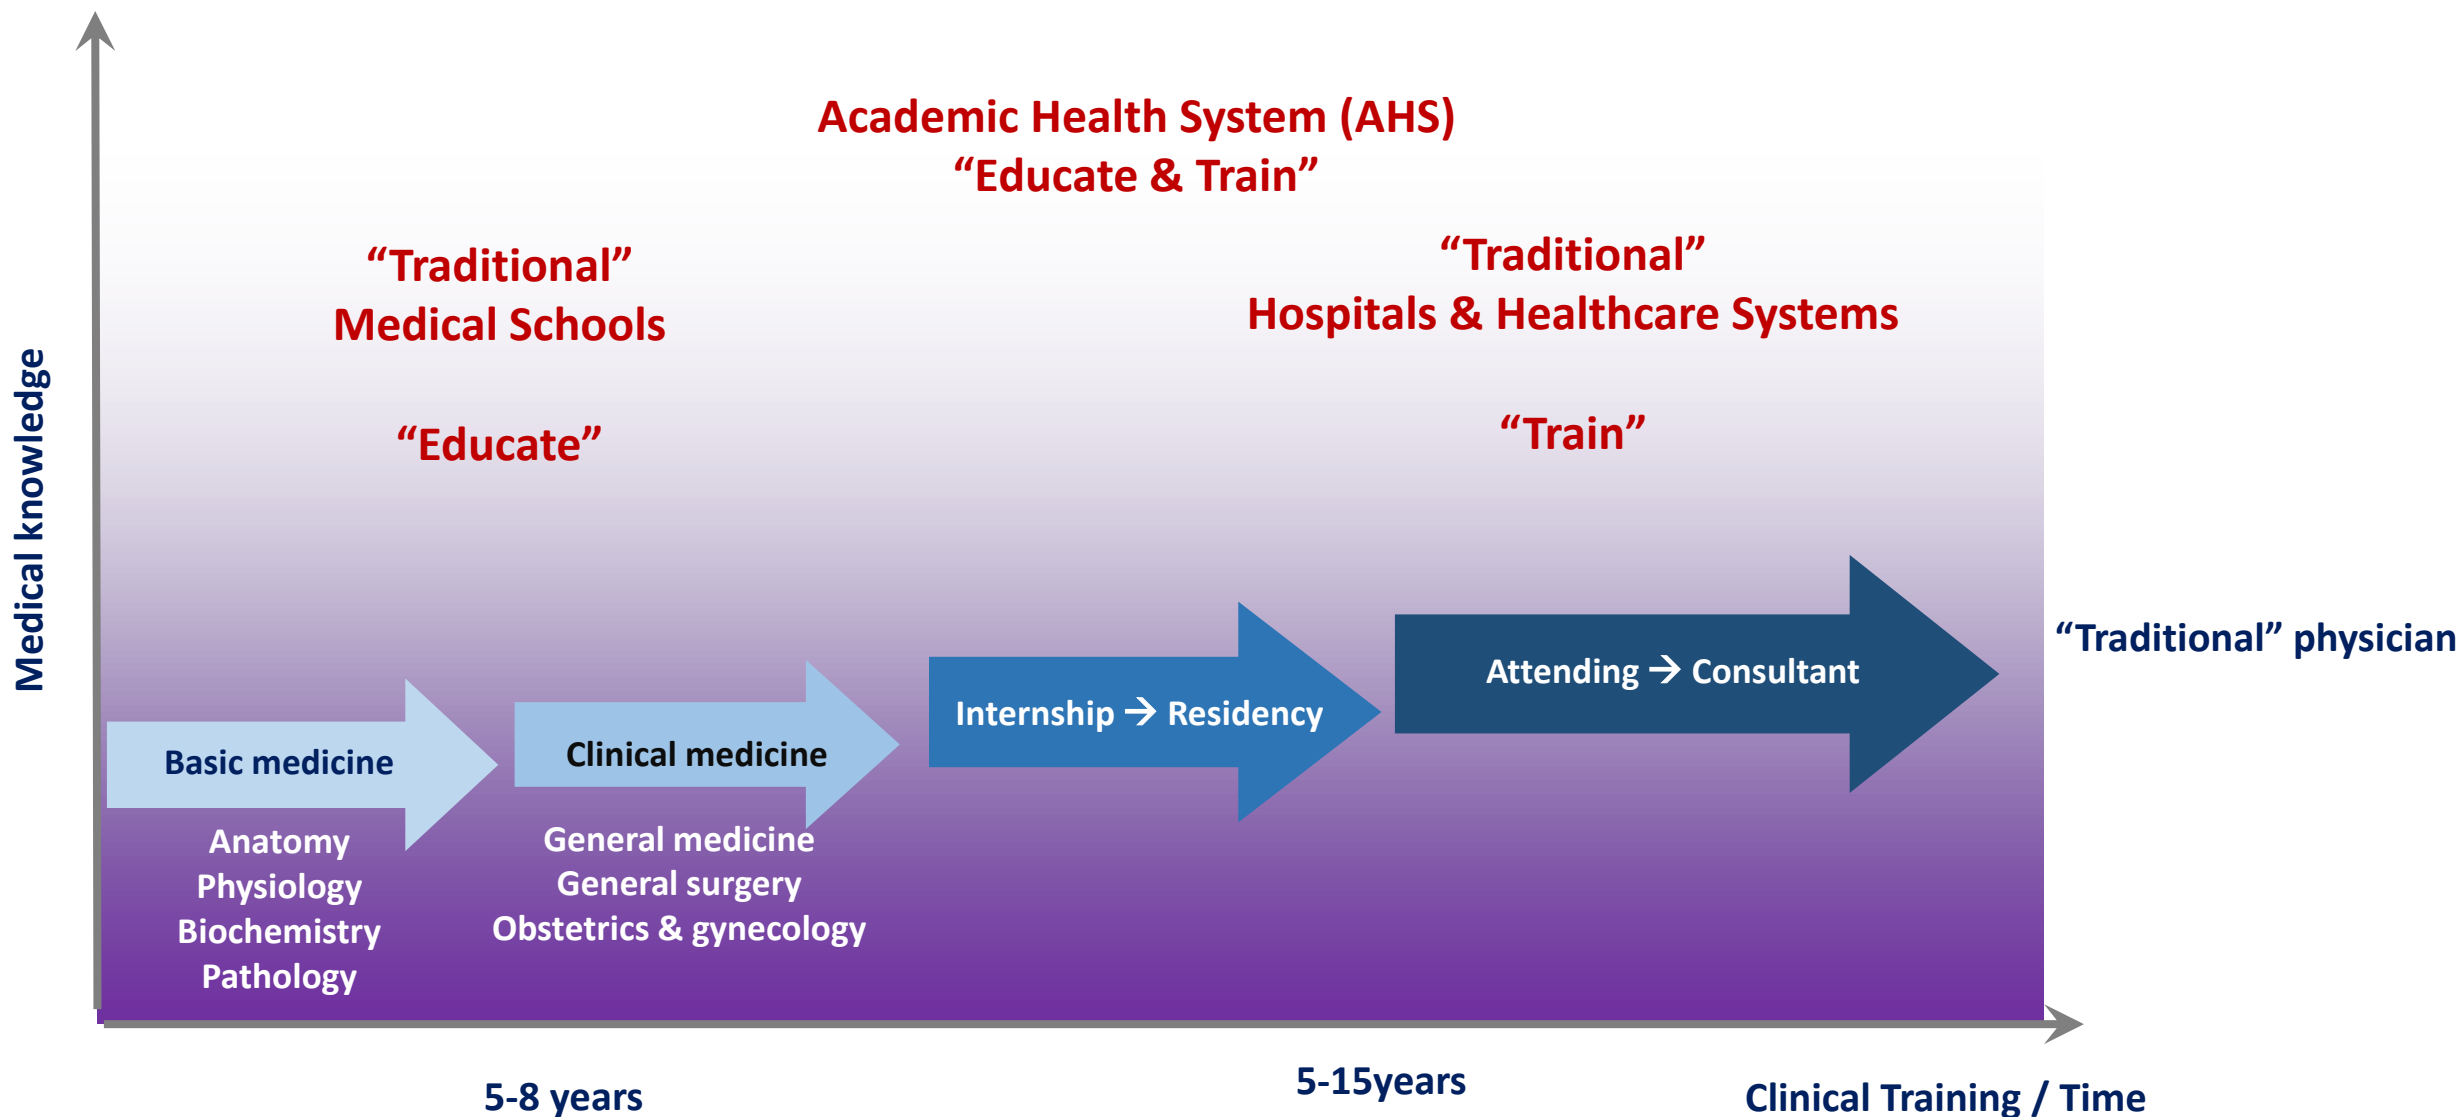 Academic Health System (AHS)
“Educate & Train”
“Traditional”
Medical Schools
“Educate”
“Traditional”
Hospitals & Healthcare Systems
“Train”
Medical knowledge
Basic medicine
Anatomy
Physiology
Biochemistry
Pathology
Clinical medicine
General medicine
General surgery
Obstetrics & gynecology
Internship → Residency
Attending → Consultant
“Traditional” physician
5-8 years
5-15years
Clinical Training / Time